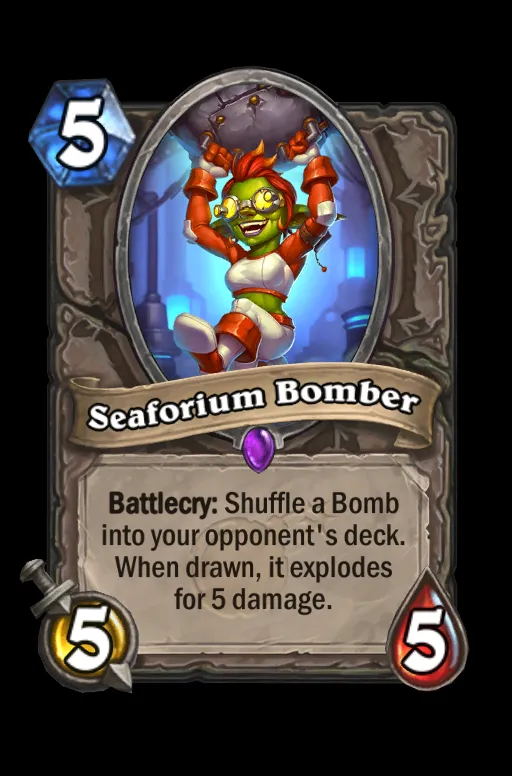 5
Seaforium Bomber
Battlecry: Shuffle a Bomb
into your opponent's deck.
When drawn, it explodes
for 5 damage.
5
5